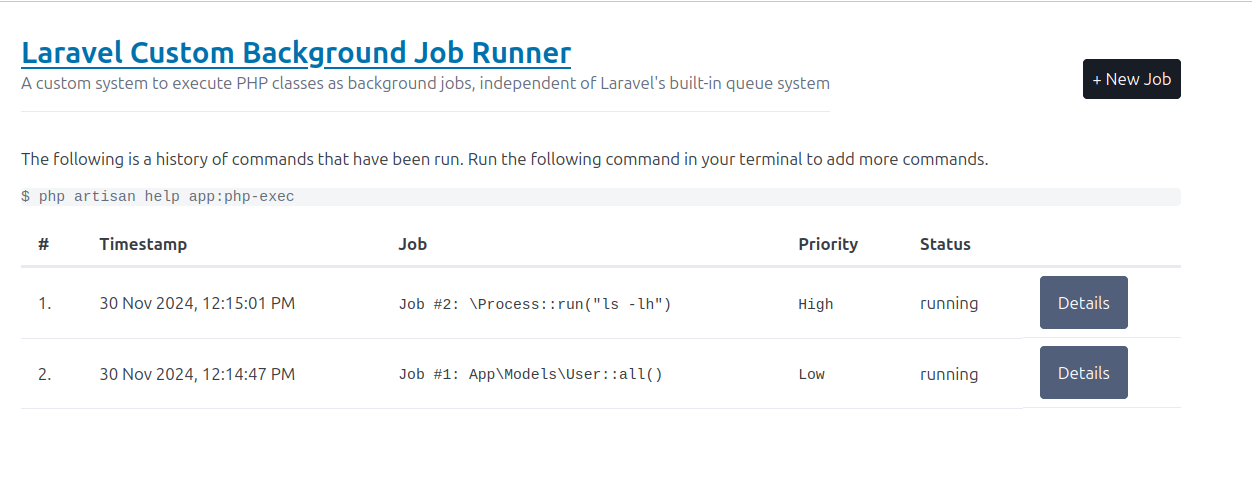 Laravel Custom Background Job Runner
A custom system to execute PHP classes as background jobs, independent of Laravel's built-in queue system
+ New Job
The following is a history of commands that have been run. Run the following command in your terminal to add more commands.
$ php artisan help app:php-exec
# Timestamp Job Priority Status
1. 30 Nov 2024, 12:15:01 PM Job #2: \Process::run("ls -lh") High running Details
2. 30 Nov 2024, 12:14:47 PM Job #1: App\Models\User::all() Low running Details